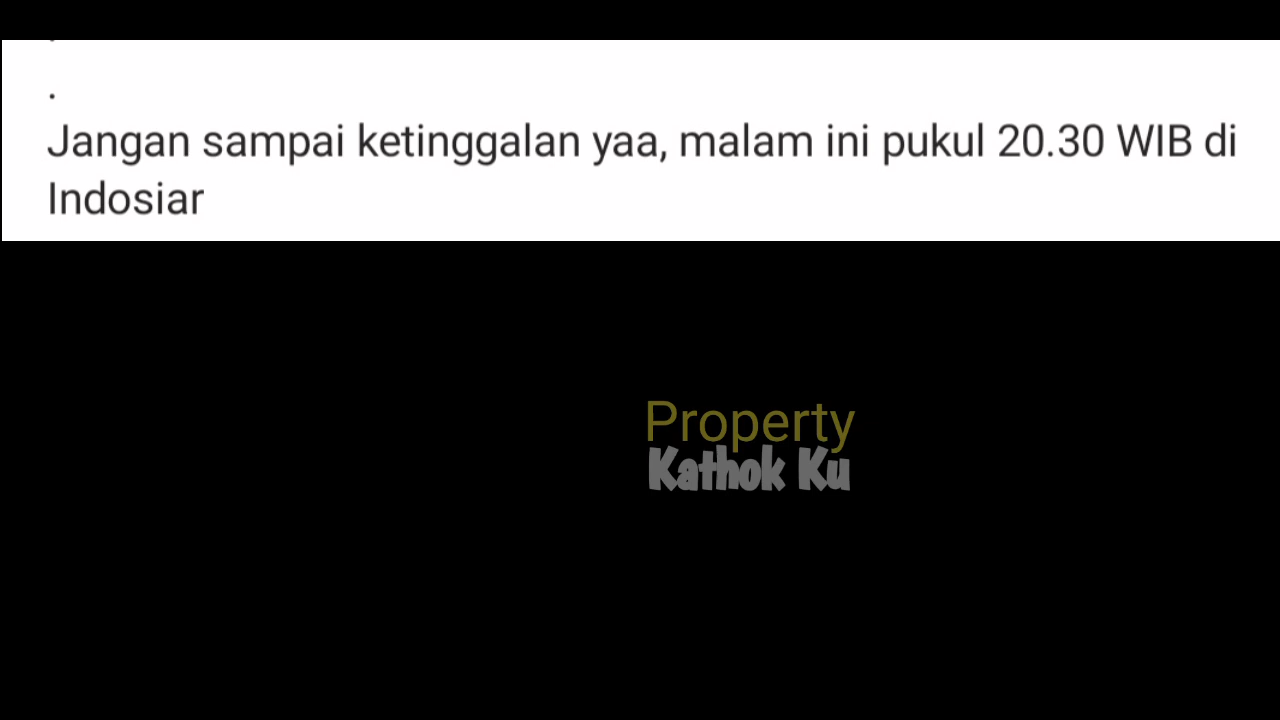 .
Jangan sampai ketinggalan yaa, malam ini pukul 20.30 WIB di
Indosiar
Property
Kathok Ku